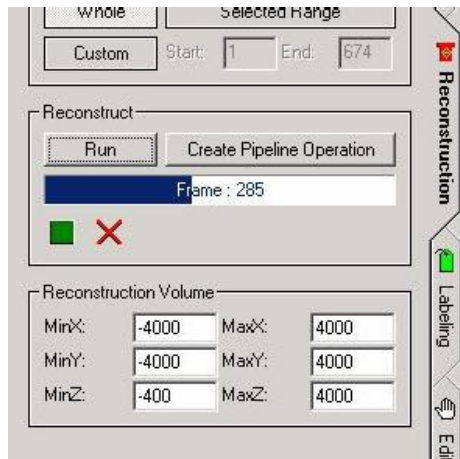 Whole Selected Range
Custom Start: 1 End: 674
Reconstruct
Run Create Pipeline Operation
Frame : 285
Reconstruction Volume
MinX: -4000 MaxX: 4000
MinY: -4000 MaxY: 4000
MinZ: -400 MaxZ: 4000
Reconstruction
Labeling
Edi